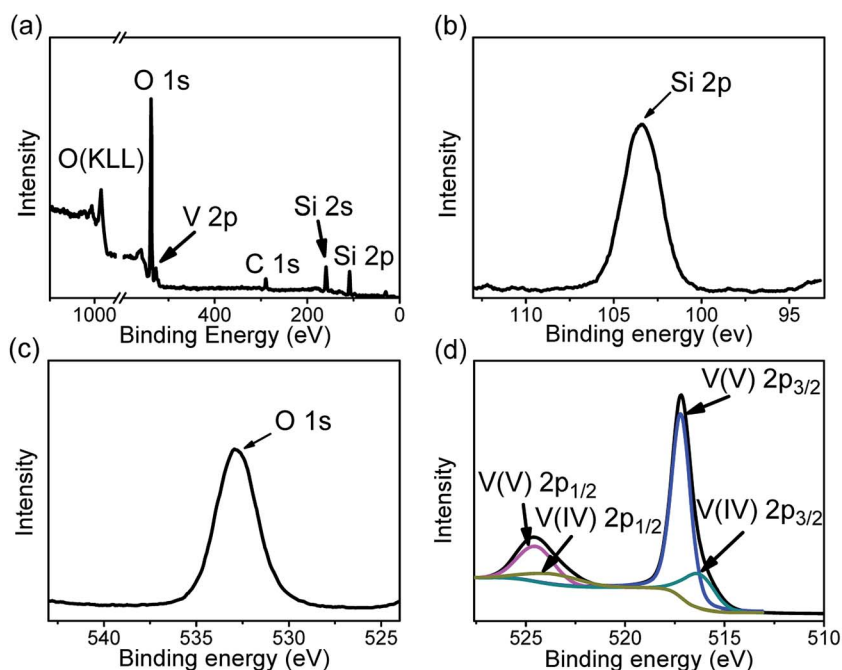 (a)
O 1s
O(KLL)
V 2p
Si 2s
C 1s
Si 2p
Intensity
1000 400 200 0
Binding Energy (eV)
(b)
Si 2p
Intensity
110 105 100 95
Binding energy (ev)
(c)
O 1s
Intensity
540 535 530 525
Binding energy (eV)
(d)
V(V) 2p3/2
V(V) 2p1/2
V(IV) 2p1/2
V(IV) 2p3/2
Intensity
525 520 515 510
Binding energy (eV)